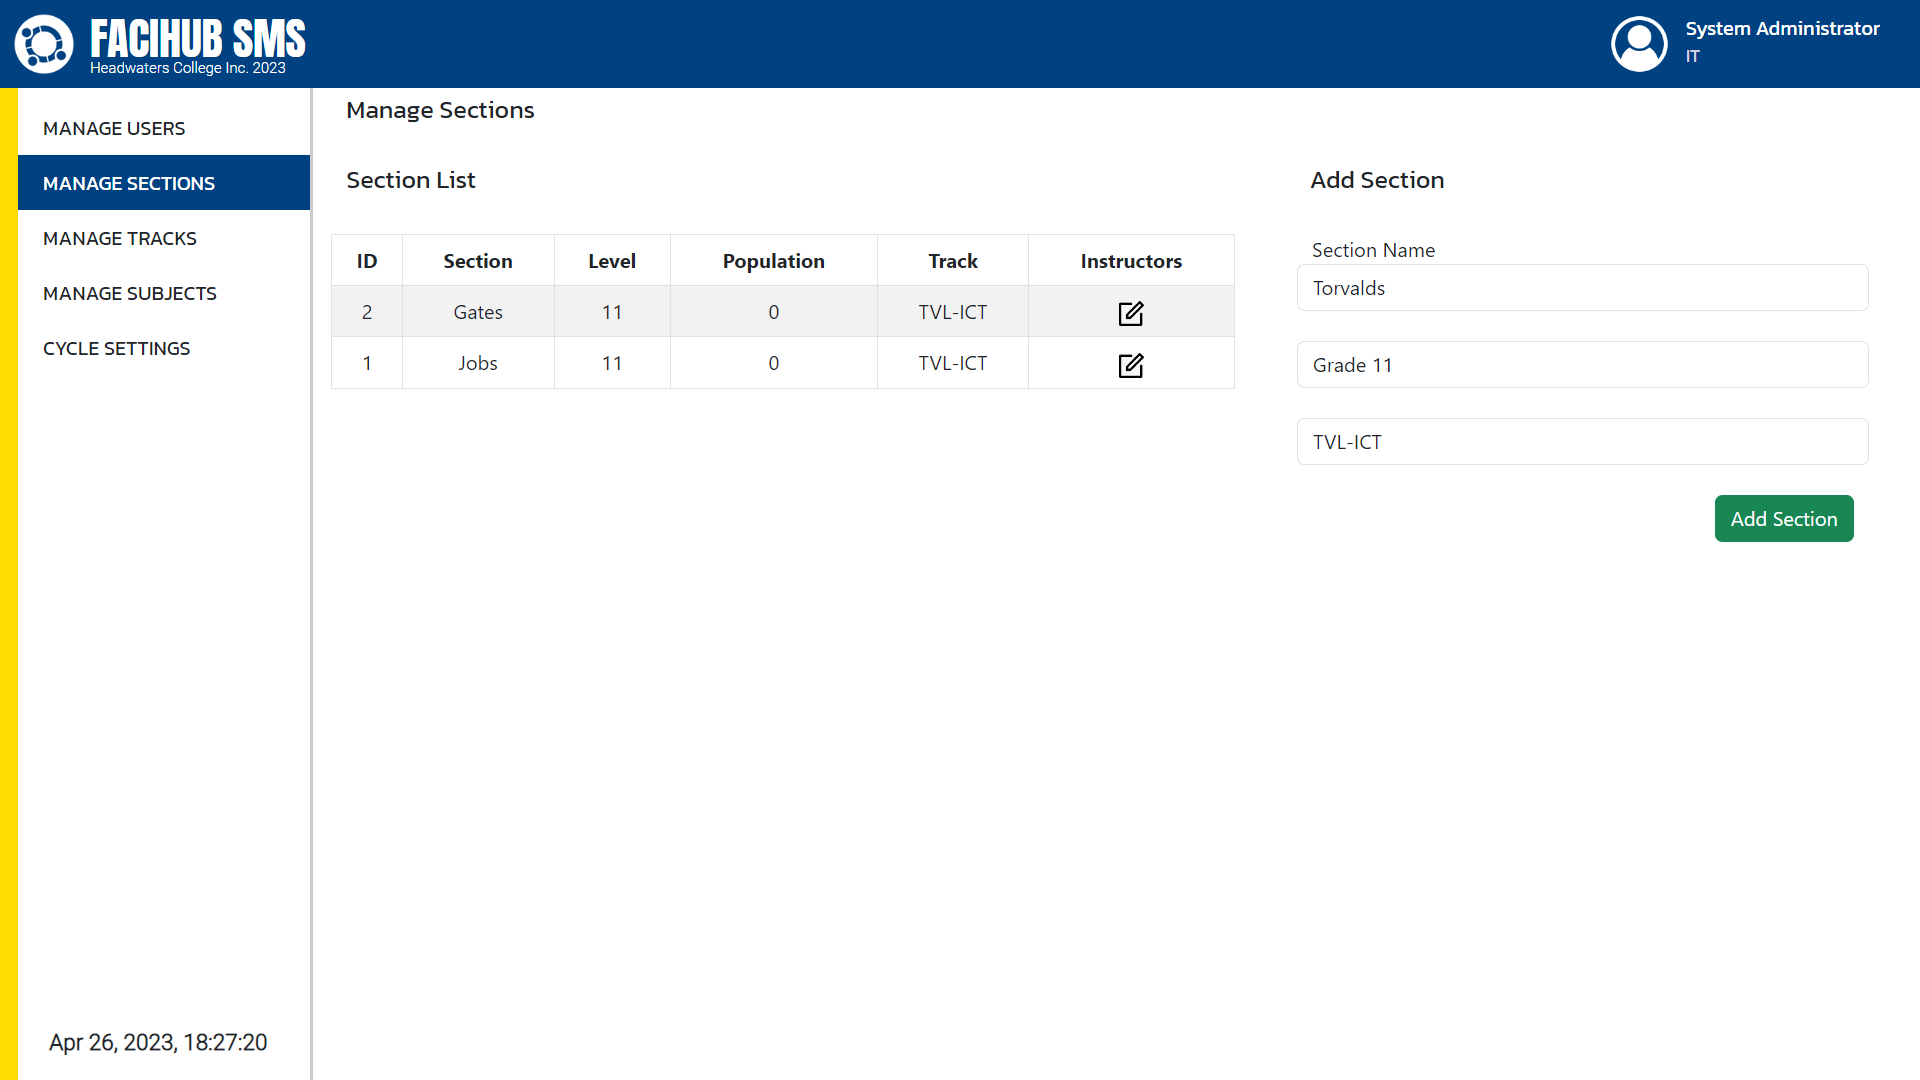 FACIHUB SMS
Headwaters College Inc. 2023
System Administrator
IT
MANAGE USERS
MANAGE SECTIONS
MANAGE TRACKS
MANAGE SUBJECTS
CYCLE SETTINGS
Apr 26, 2023, 18:27:20
Manage Sections
Section List
ID Section Level Population Track Instructors
2 Gates 11 0 TVL-ICT
1 Jobs 11 0 TVL-ICT
Add Section
Section Name
Torvalds
Grade 11
TVL-ICT
Add Section